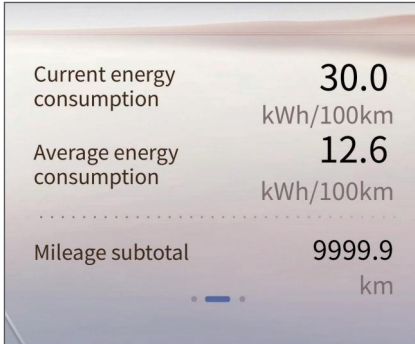 Current energy
consumption
30.0
kWh/100km
Average energy
consumption
12.6
kWh/100km
Mileage subtotal
9999.9
km